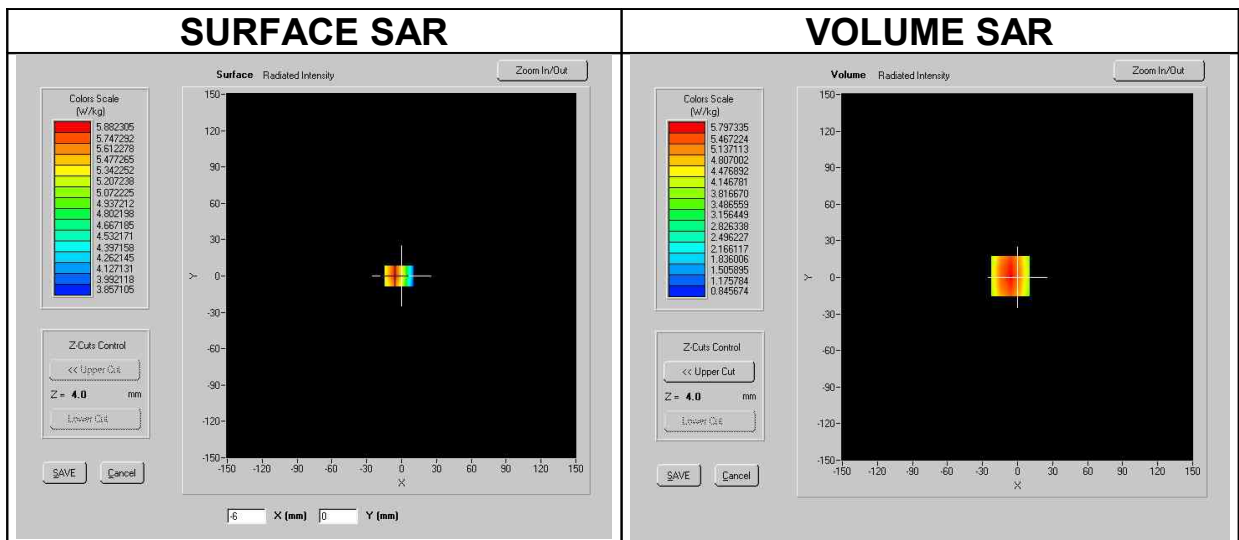 SURFACE SAR
VOLUME SAR
Surface Radiated Intensity
Zoom In/Out
Colors Scale
(W/kg)
5.882305
5.747292
5.612278
5.477265
5.342252
5.207238
5.072225
4.937212
4.802198
4.667185
4.532171
4.397158
4.262145
4.127131
3.992118
3.857105
Z-Cuts Control
<< Upper Cut
Z = 4.0 mm
Lower Cut
SAVE
Cancel
150
120
90
60
30
0
-30
-60
-90
-120
-150
Y
-150 -120 -90 -60 -30 0 30 60 90 120 150
X
-6 X (mm) 0 Y (mm)
Volume Radiated Intensity
Zoom In/Out
Colors Scale
(W/kg)
5.797335
5.467224
5.137113
4.807002
4.476892
4.146781
3.816670
3.486559
3.156449
2.826338
2.496227
2.166117
1.836006
1.505895
1.175784
0.845674
Z-Cuts Control
<< Upper Cut
Z = 4.0 mm
Lower Cut
SAVE
Cancel
150
120
90
60
30
0
-30
-60
-90
-120
-150
Y
-150 -120 -90 -60 -30 0 30 60 90 120 150
X